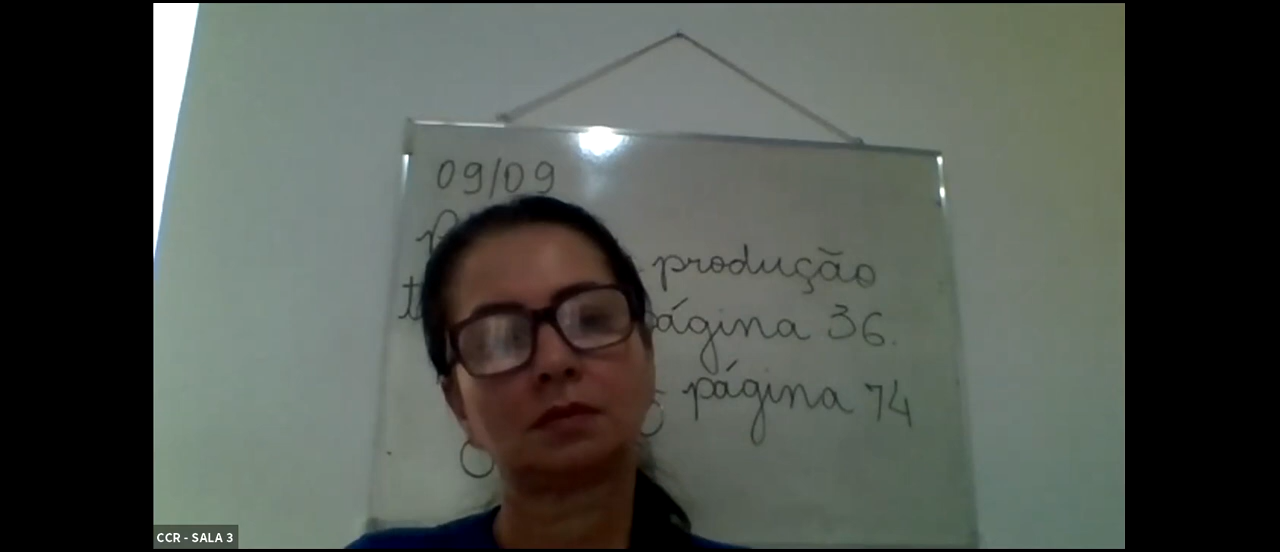 09/09
produção
página 36.
- página 74
CCR - SALA 3